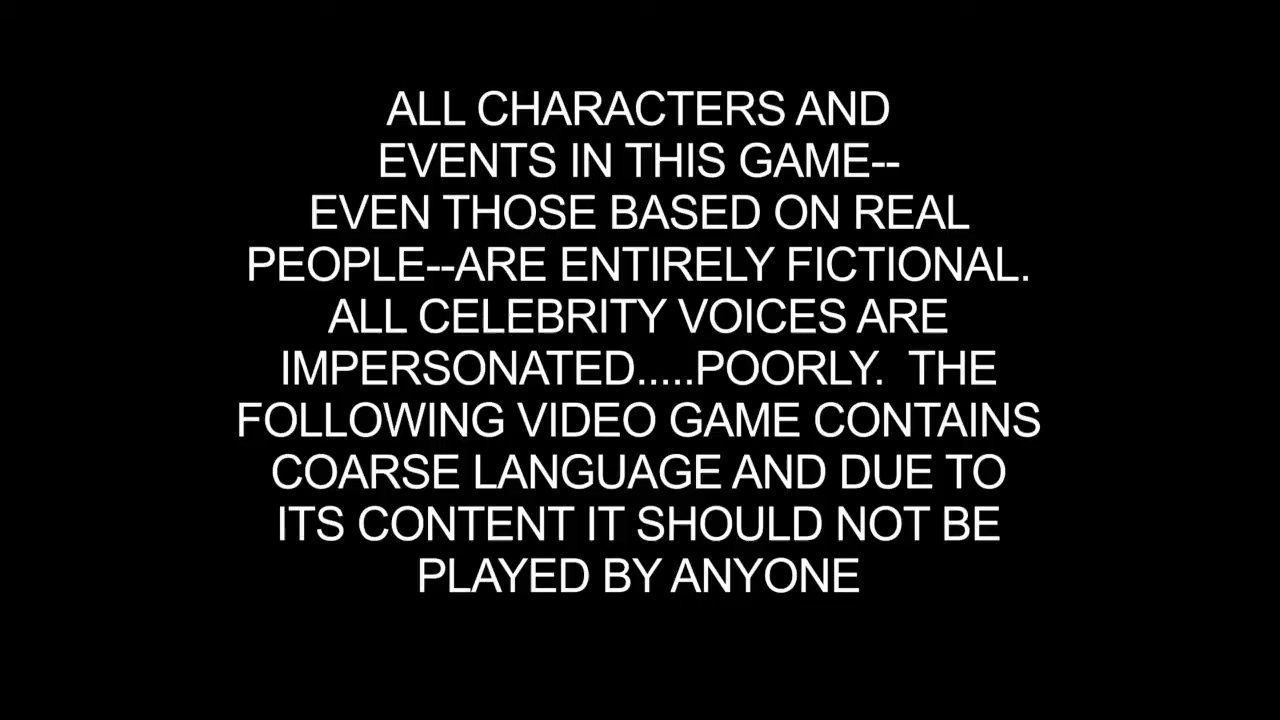 ALL CHARACTERS AND
EVENTS IN THIS GAME--
EVEN THOSE BASED ON REAL
PEOPLE--ARE ENTIRELY FICTIONAL.
ALL CELEBRITY VOICES ARE
IMPERSONATED.....POORLY.  THE
FOLLOWING VIDEO GAME CONTAINS
COARSE LANGUAGE AND DUE TO
ITS CONTENT IT SHOULD NOT BE
PLAYED BY ANYONE